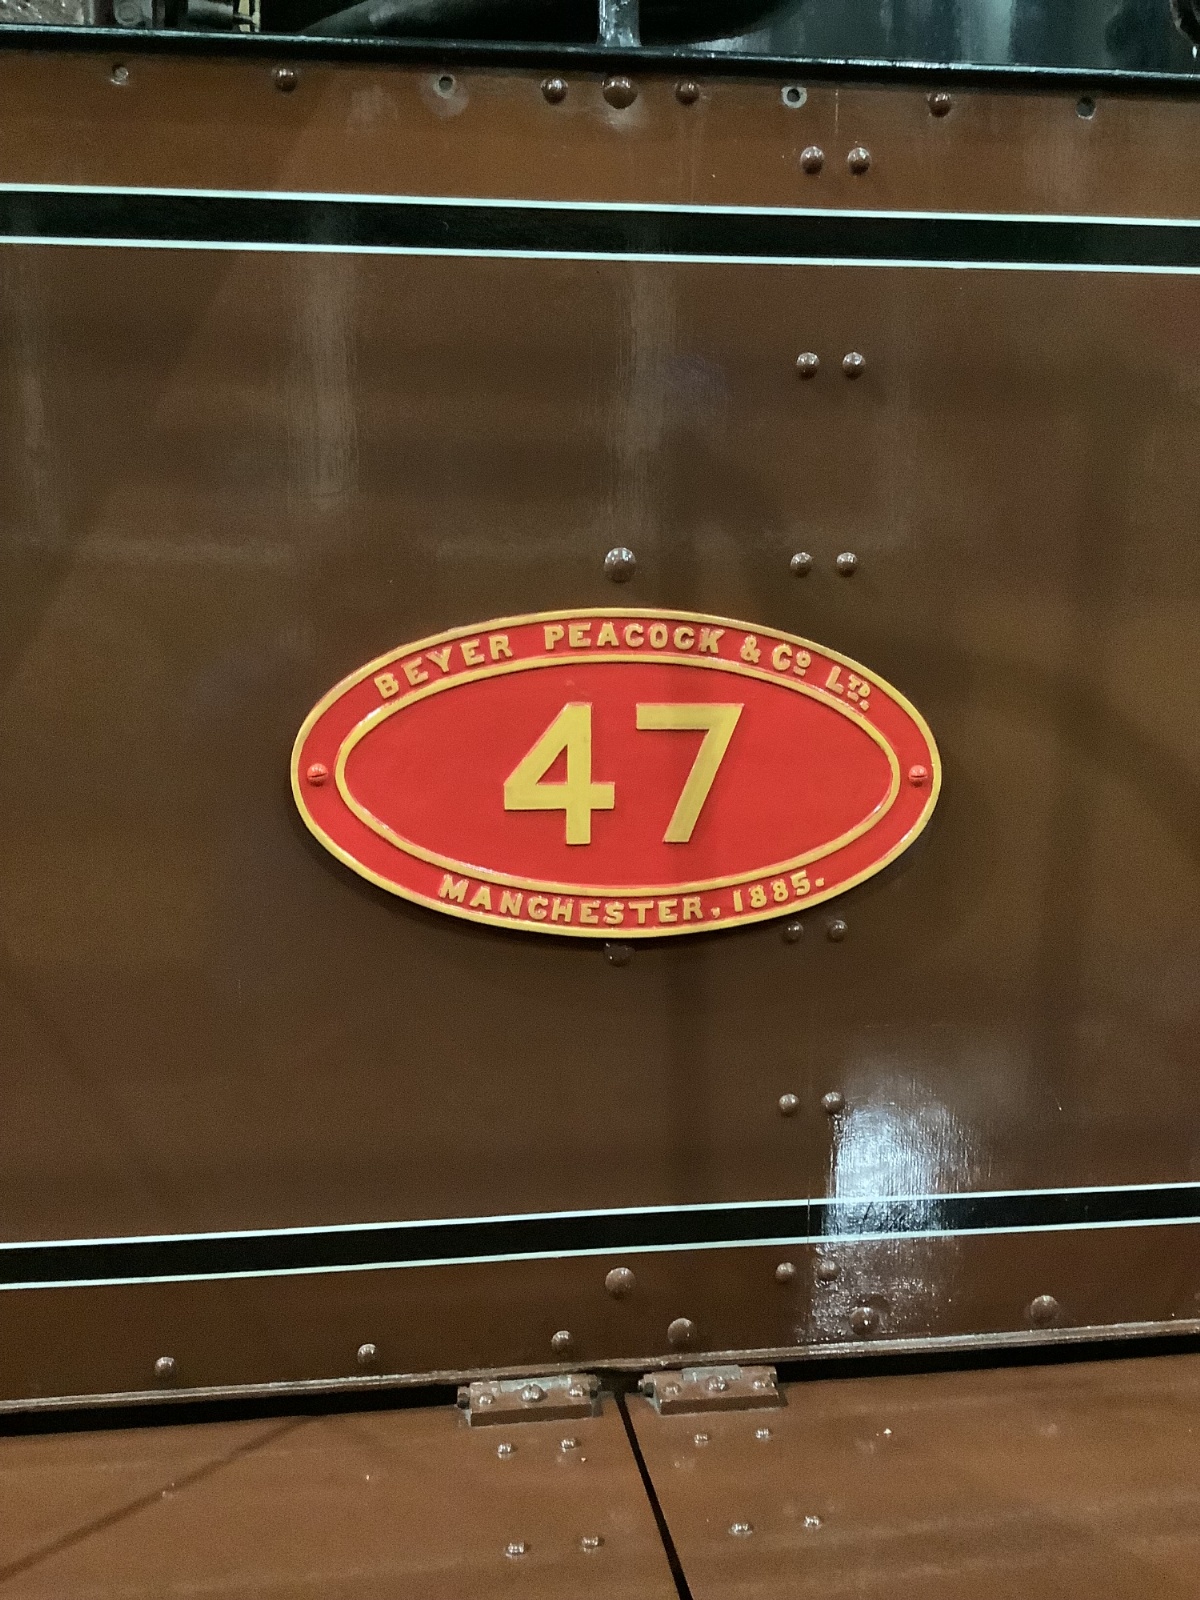 BEYER PEACOCK & Cº LTD.
47
MANCHESTER, 1885.